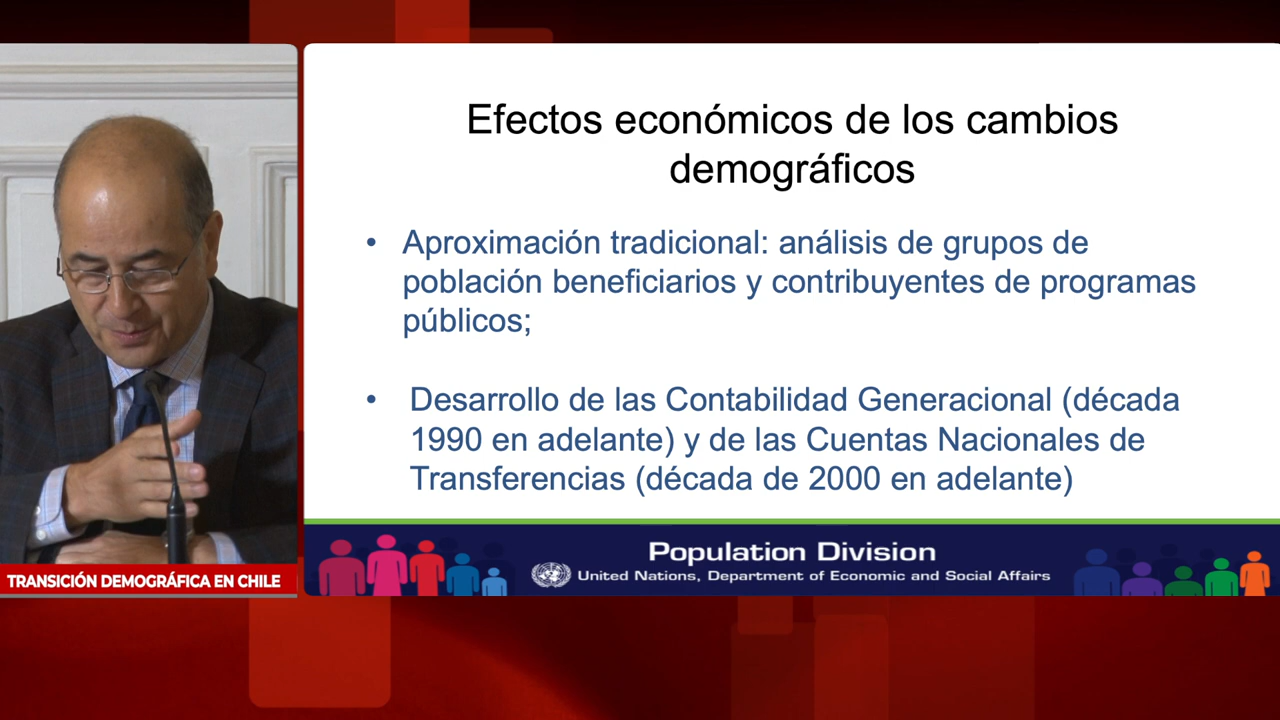 Efectos económicos de los cambios
demográficos
• Aproximación tradicional: análisis de grupos de
población beneficiarios y contribuyentes de programas
públicos;
• Desarrollo de las Contabilidad Generacional (década
1990 en adelante) y de las Cuentas Nacionales de
Transferencias (década de 2000 en adelante)
TRANSICIÓN DEMOGRÁFICA EN CHILE
Population Division
United Nations, Department of Economic and Social Affairs